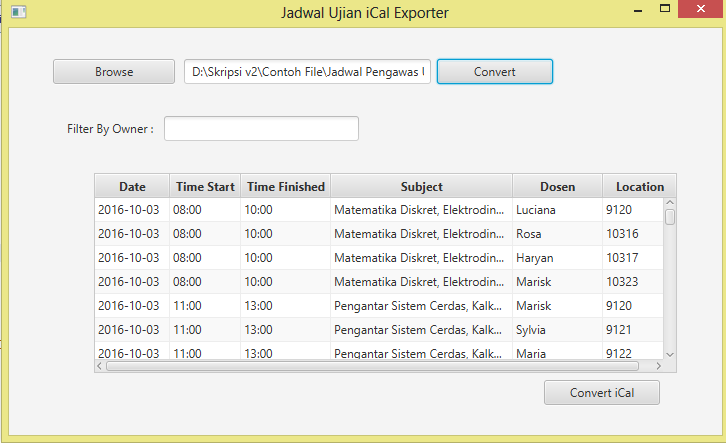 Jadwal Ujian iCal Exporter
Browse D:\Skripsi v2\Contoh File\Jadwal Pengawas Convert
Filter By Owner :
Date Time Start Time Finished Subject Dosen Location
2016-10-03 08:00 10:00 Matematika Diskret, Elektrodin... Luciana 9120
2016-10-03 08:00 10:00 Matematika Diskret, Elektrodin... Rosa 10316
2016-10-03 08:00 10:00 Matematika Diskret, Elektrodin... Haryan 10317
2016-10-03 08:00 10:00 Matematika Diskret, Elektrodin... Marisk 10323
2016-10-03 11:00 13:00 Pengantar Sistem Cerdas, Kalk... Marisk 9120
2016-10-03 11:00 13:00 Pengantar Sistem Cerdas, Kalk... Sylvia 9121
2016-10-03 11:00 13:00 Pengantar Sistem Cerdas, Kalk... Maria 9122
Convert iCal